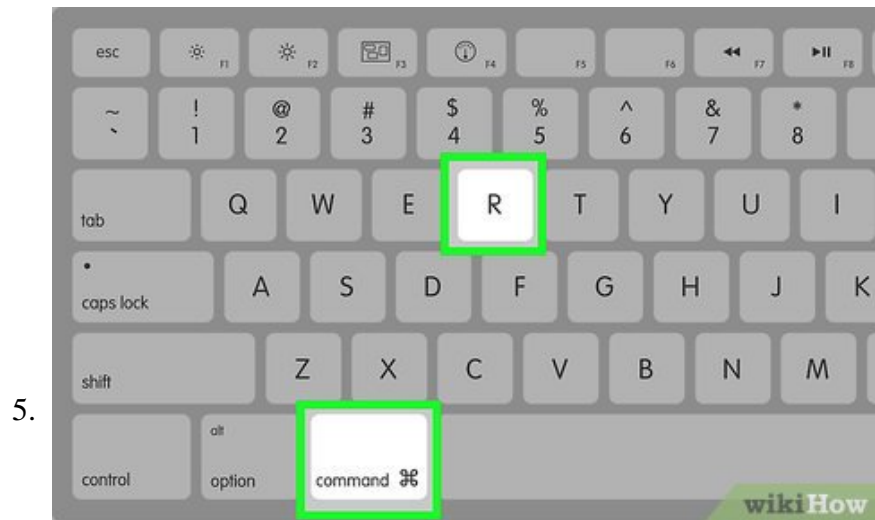 esc F1 F2 F3 F4 F5 F6 F7 F8
~ ! @ # $ % ^ & *
` 1 2 3 4 5 6 7 8
tab Q W E R T Y U I
caps lock A S D F G H J K
shift Z X C V B N M
5.
alt
control option command ⌘
wikiHow